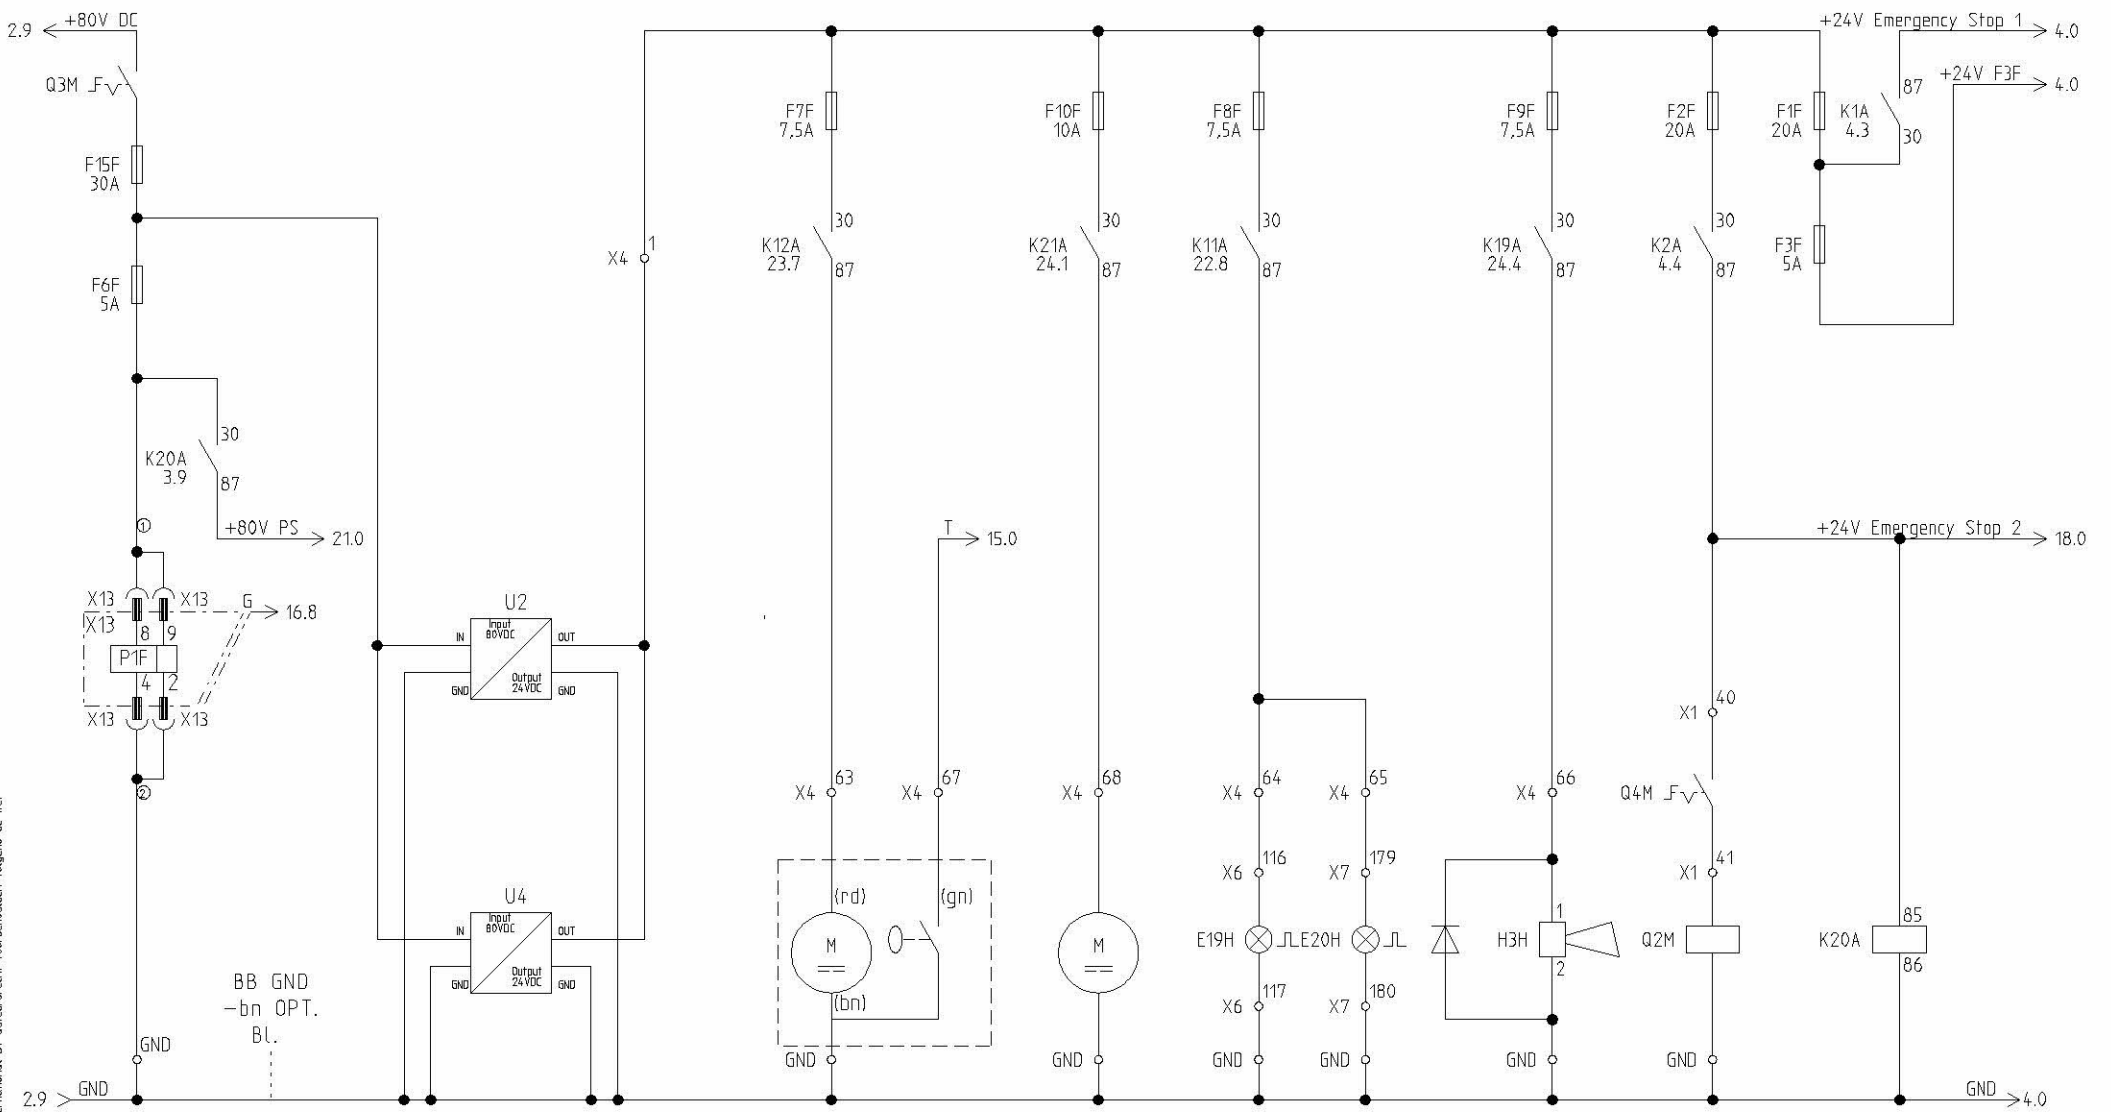 +80V DC
2.9
Q3M
F15F
30A
F6F
5A
K20A
3.9
30
87
+80V PS
21.0
1
X13
X13
X13
G
16.8
8
9
P1F
4
2
X13
X13
2
GND
2.9
GND
BB GND
-bn OPT.
Bl.
U2
Input
80VDC
IN
OUT
Output
24VDC
GND
GND
U4
Input
80VDC
IN
OUT
Output
24VDC
GND
GND
X4
1
F7F
7,5A
K12A
23.7
30
87
T
15.0
X4
63
X4
67
(rd)
(gn)
M
(bn)
GND
F10F
10A
K21A
24.1
30
87
X4
68
M
GND
F8F
7,5A
K11A
22.8
30
87
X4
64
X4
65
X6
116
X7
179
E19H
E20H
X6
117
X7
180
GND
GND
F9F
7,5A
K19A
24.4
30
87
X4
66
1
H3H
2
GND
F2F
20A
K2A
4.4
30
87
X1
40
Q4M
X1
41
Q2M
GND
F1F
20A
F3F
5A
K1A
4.3
87
30
+24V Emergency Stop 1
4.0
+24V F3F
4.0
+24V Emergency Stop 2
18.0
85
K20A
86
GND
4.0